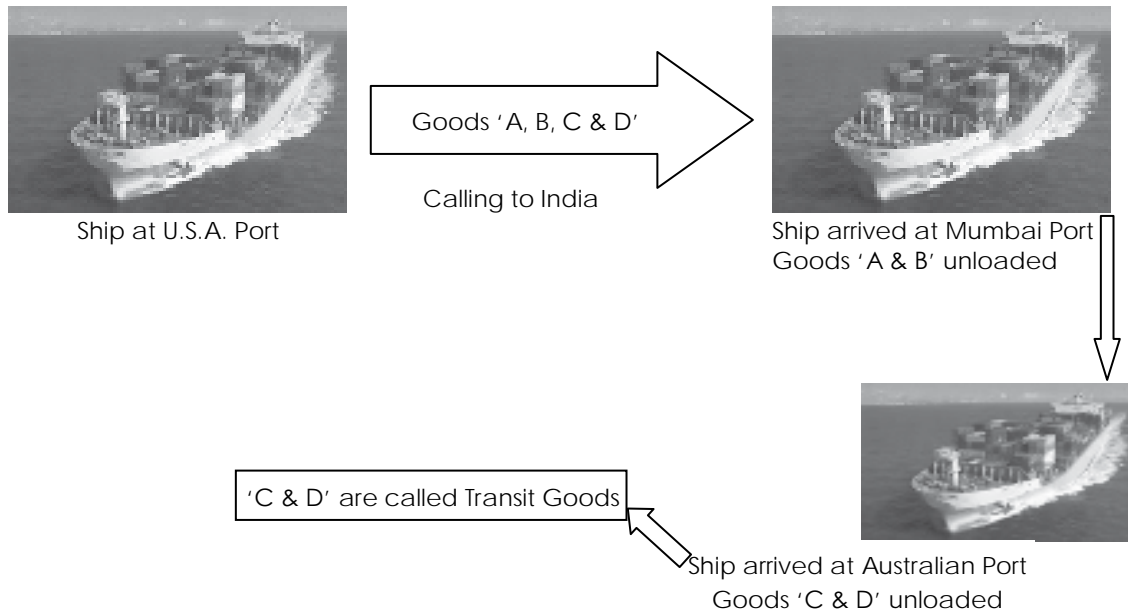 Goods ‘A, B, C & D’
Calling to India
Ship at U.S.A. Port
Ship arrived at Mumbai Port
Goods ‘A & B’ unloaded
‘C & D’ are called Transit Goods
Ship arrived at Australian Port
Goods ‘C & D’ unloaded